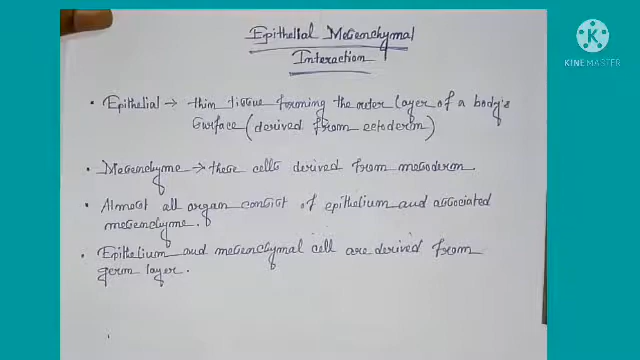 Epithelial Mesenchymal
Interaction
• Epithelial → thin tissue forming the outer layer of a body's
surface (derived from ectoderm)
• Mesenchyme → these cells derived from mesoderm.
• Almost all organ consist of epithelium and associated
mesenchyme.
• Epithelium and mesenchymal cell are derived from
germ layer.
K
KINEMASTER